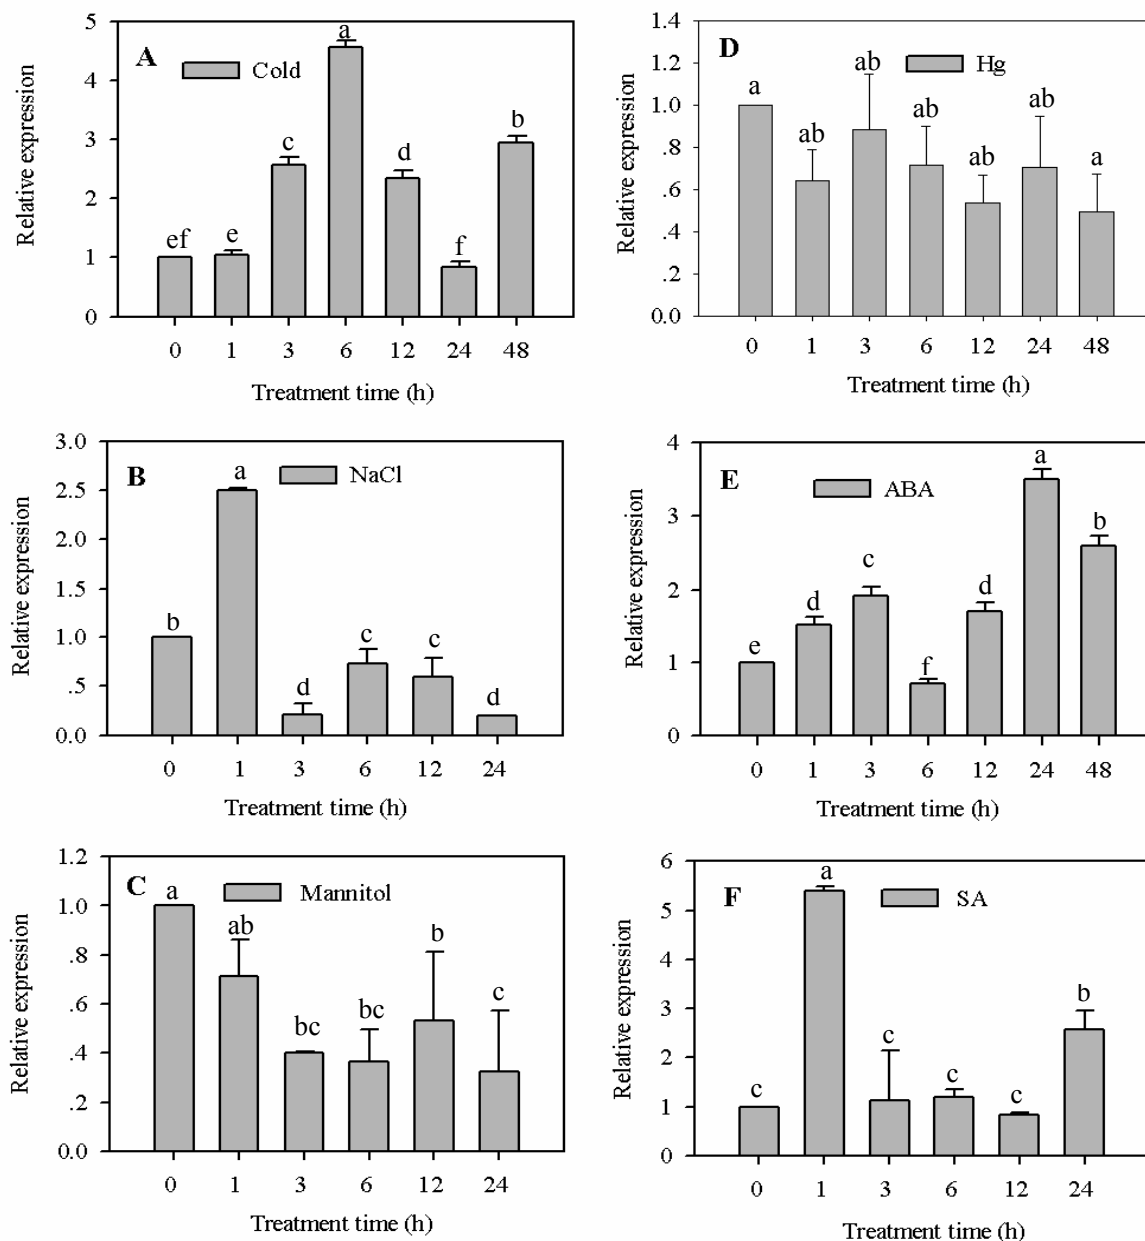 A
Cold
Relative expression
5
4
3
2
1
0
ef
e
c
a
d
f
b
0 1 3 6 12 24 48
Treatment time (h)
D
Hg
Relative expression
1.4
1.2
1.0
.8
.6
.4
.2
0.0
a
ab
ab
ab
ab
ab
a
0 1 3 6 12 24 48
Treatment time (h)
B
NaCl
Relative expression
3.0
2.5
2.0
1.5
1.0
.5
0.0
b
a
d
c
c
d
0 1 3 6 12 24
Treatment time (h)
E
ABA
Relative expression
4
3
2
1
0
e
d
c
f
d
a
b
0 1 3 6 12 24 48
Treatment time (h)
C
Mannitol
Relative expression
1.2
1.0
.8
.6
.4
.2
0.0
a
ab
bc
bc
b
c
0 1 3 6 12 24
Treatment time (h)
F
SA
Relative expression
6
5
4
3
2
1
0
c
a
c
c
c
b
0 1 3 6 12 24
Treatment time (h)